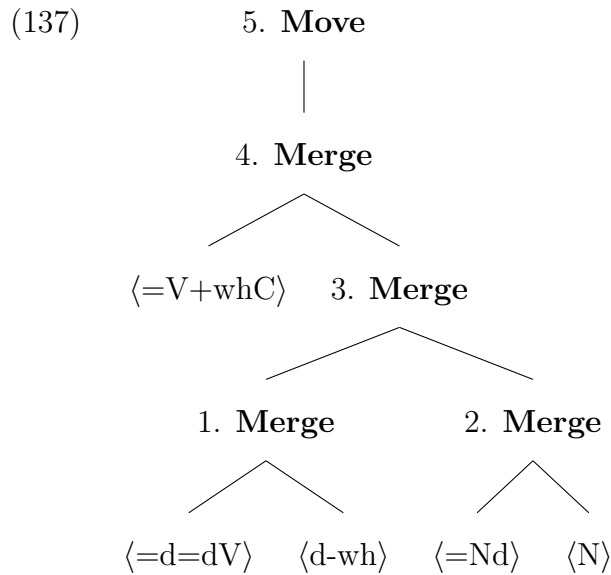 (137) 5. Move
4. Merge
⟨=V+whC⟩ 3. Merge
1. Merge 2. Merge
⟨=d=dV⟩ ⟨d-wh⟩ ⟨=Nd⟩ ⟨N⟩